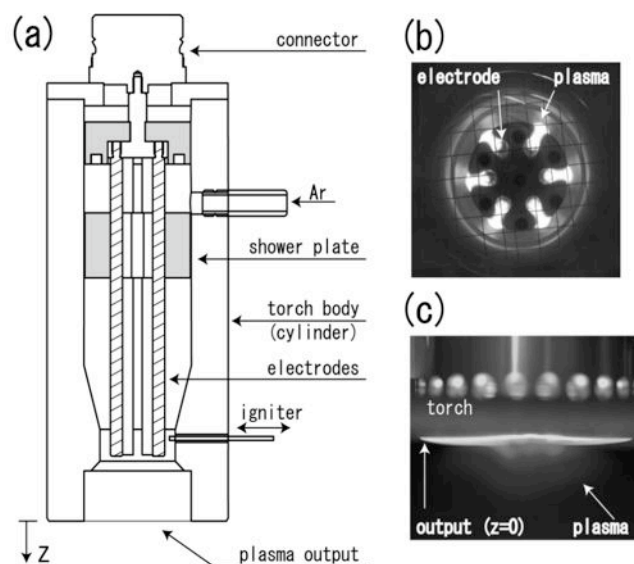 (a)
connector
Ar
shower plate
torch body
(cylinder)
electrodes
igniter
plasma output
Z
(b)
electrode
plasma
(c)
torch
output (z=0)
plasma